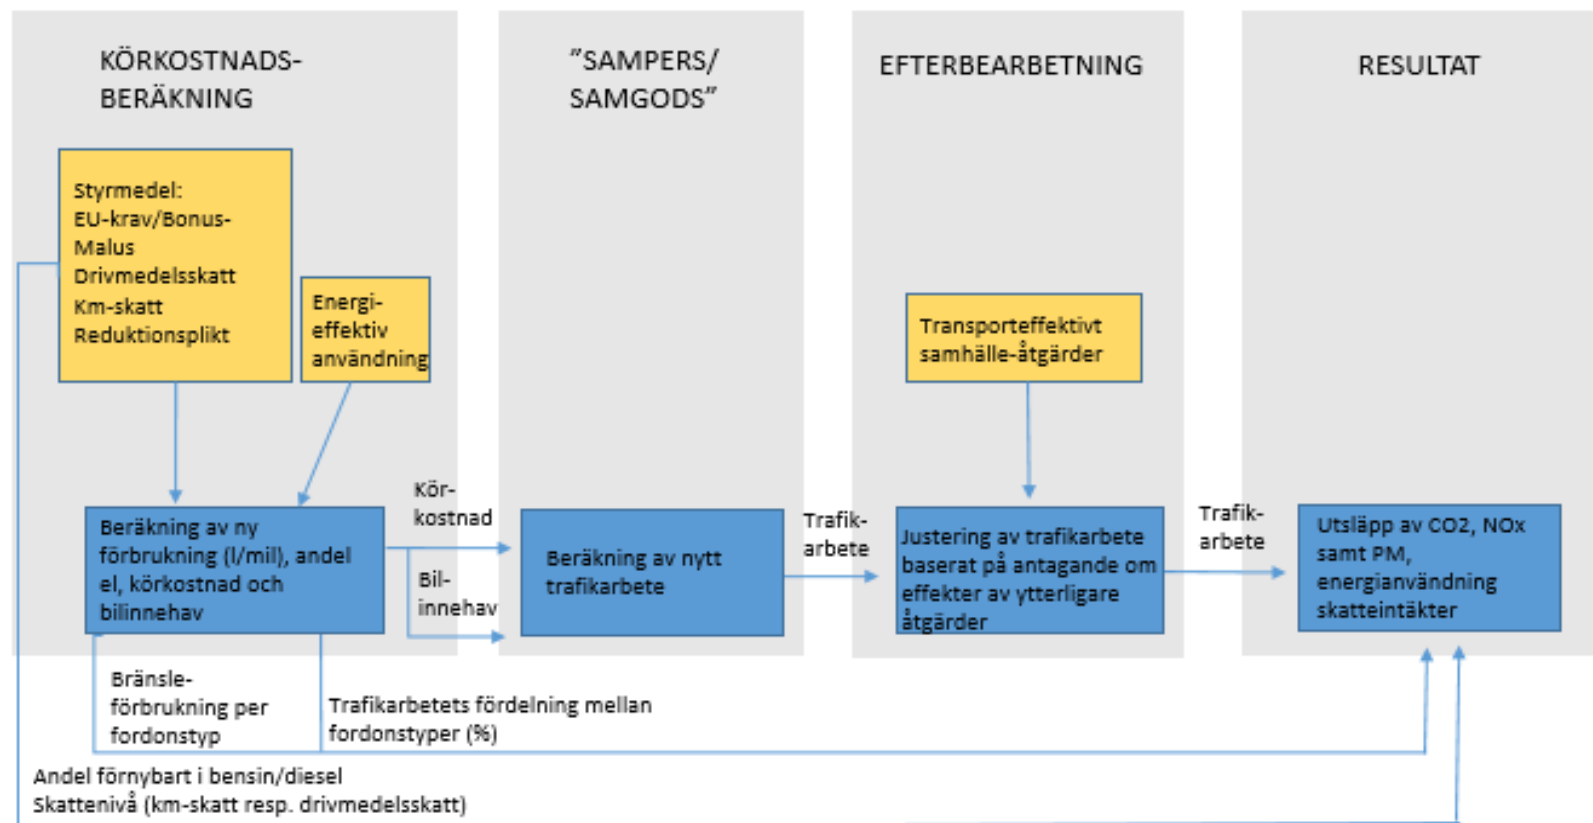 KÖRKOSTNADS-
BERÄKNING
"SAMPERS/
SAMGODS"
EFTERBEARBETNING
RESULTAT
Styrmedel:
EU-krav/Bonus-
Malus
Drivmedelsskatt
Km-skatt
Reduktionsplikt
Energi-
effektiv
användning
Transporteffektivt
samhälle-åtgärder
Beräkning av ny
förbrukning (l/mil), andel
el, körkostnad och
bilinnehav
Kör-
kostnad
Bil-
innehav
Beräkning av nytt
trafikarbete
Trafik-
arbete
Justering av trafikarbete
baserat på antagande om
effekter av ytterligare
åtgärder
Trafik-
arbete
Utsläpp av CO2, NOx
samt PM,
energianvändning
skatteintäkter
Bränsle-
förbrukning per
fordonstyp
Trafikarbetets fördelning mellan
fordonstyper (%)
Andel förnybart i bensin/diesel
Skattenivå (km-skatt resp. drivmedelsskatt)